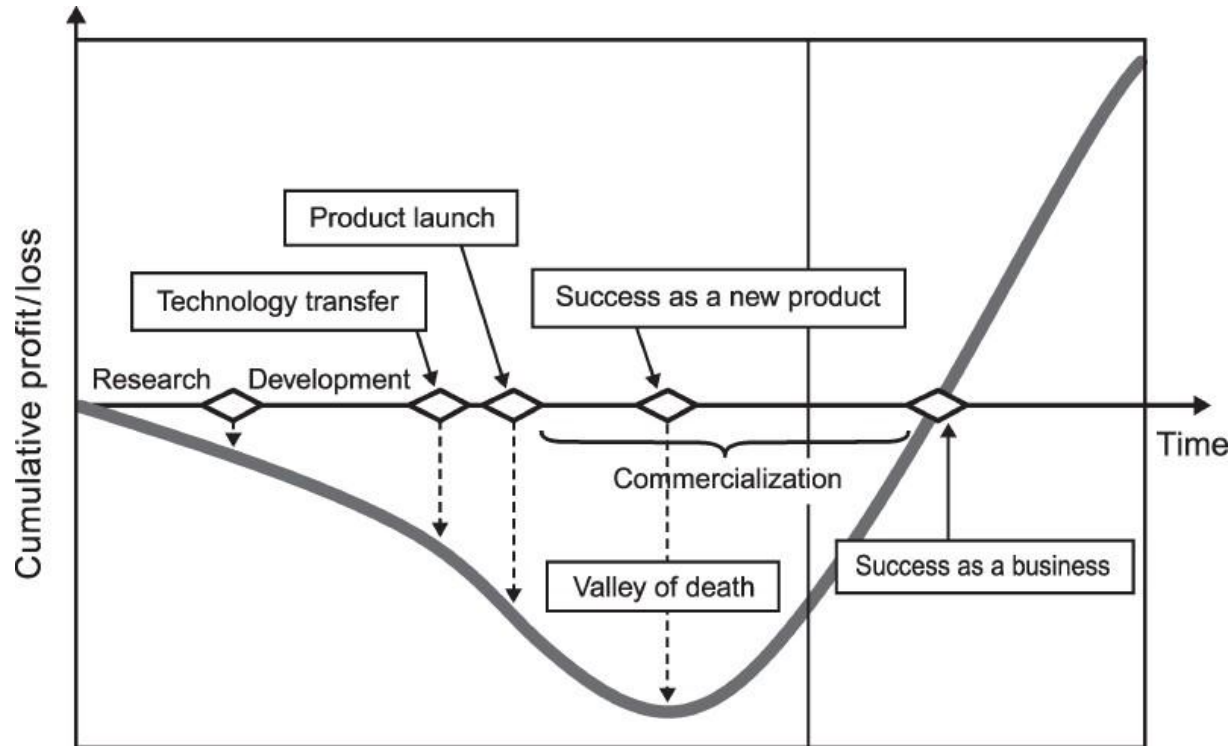 Product launch
Technology transfer
Success as a new product
Research
Development
Time
Commercialization
Cumulative profit/loss
Success as a business
Valley of death